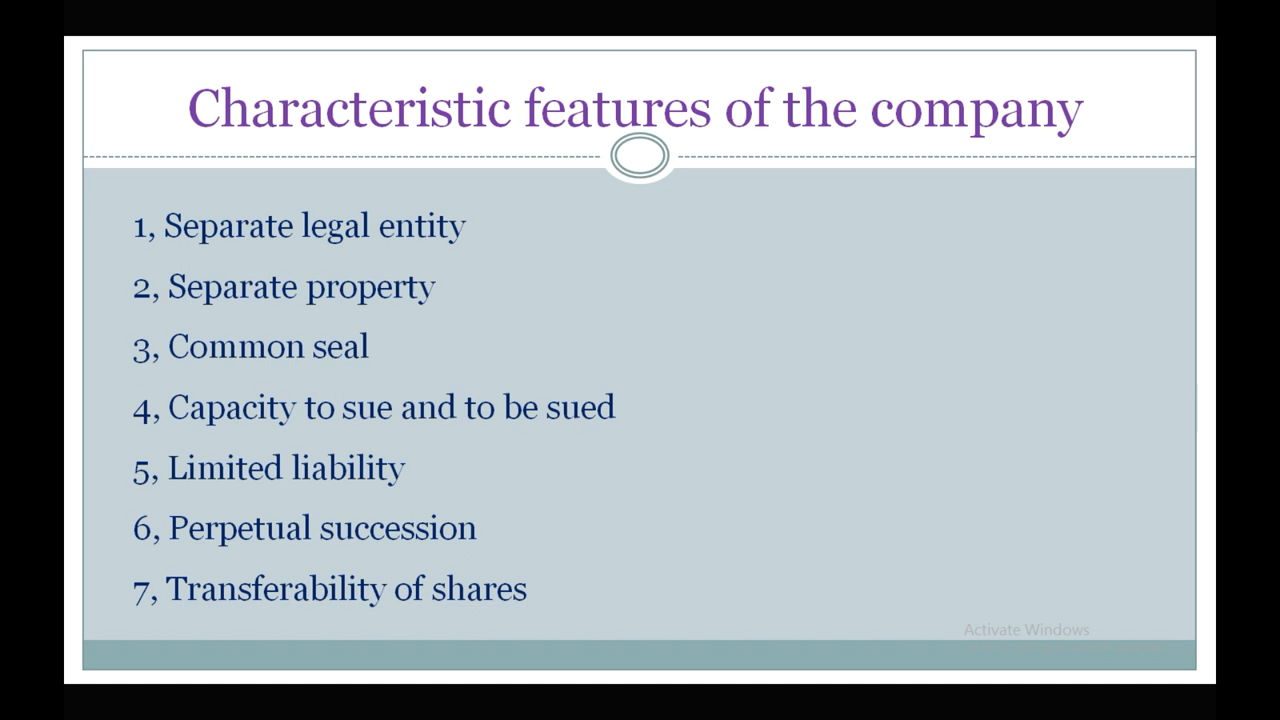 Characteristic features of the company
1, Separate legal entity
2, Separate property
3, Common seal
4, Capacity to sue and to be sued
5, Limited liability
6, Perpetual succession
7, Transferability of shares
Activate Windows